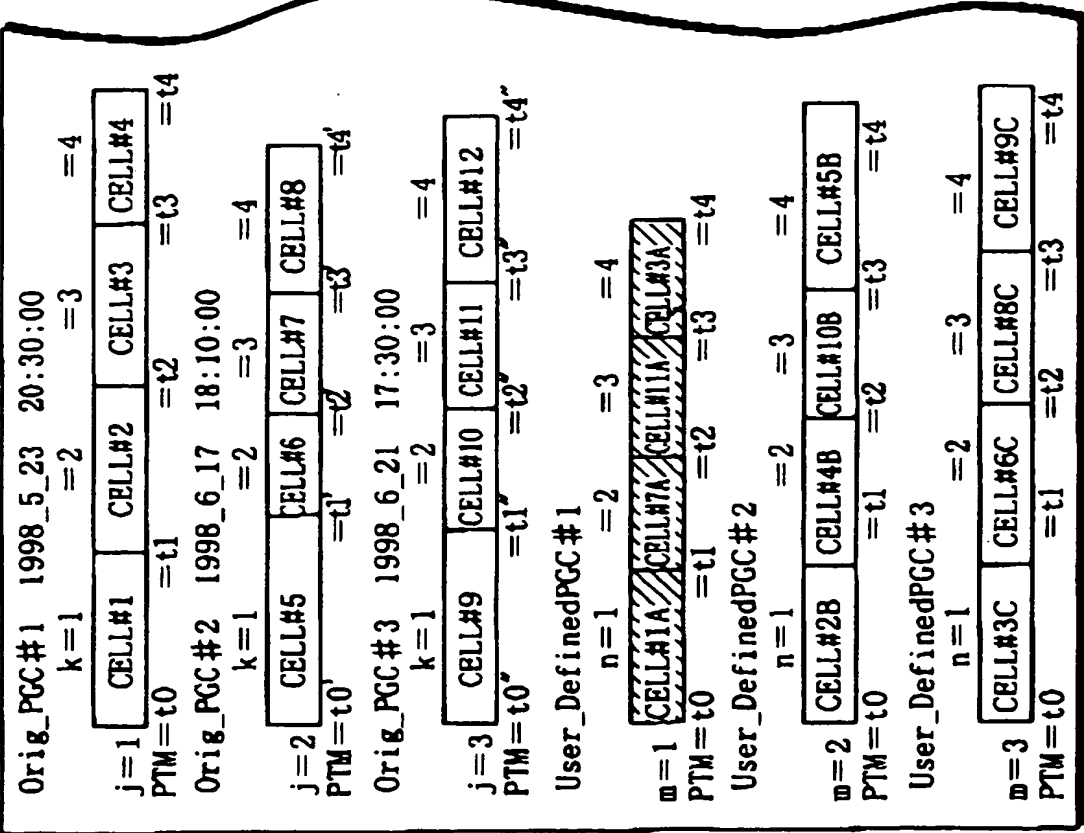 Orig_PGC#1 1998_5_23 20:30:00
k=1 =2 =3 =4
j=1 CELL#1 CELL#2 CELL#3 CELL#4
PTM=t0 =t1 =t2 =t3 =t4
Orig_PGC#2 1998_6_17 18:10:00
k=1 =2 =3 =4
j=2 CELL#5 CELL#6 CELL#7 CELL#8
PTM=t0' =t1' =t2' =t3' =t4'
Orig_PGC#3 1998_6_21 17:30:00
k=1 =2 =3 =4
j=3 CELL#9 CELL#10 CELL#11 CELL#12
PTM=t0" =t1" =t2" =t3" =t4"
User_DefinedPGC#1
n=1 =2 =3 =4
m=1 CELL#1A CELL#7A CELL#11A CELL#3A
PTM=t0 =t1 =t2 =t3 =t4
User_DefinedPGC#2
n=1 =2 =3 =4
m=2 CELL#2B CELL#4B CELL#10B CELL#5B
PTM=t0 =t1 =t2 =t3 =t4
User_DefinedPGC#3
n=1 =2 =3 =4
m=3 CELL#3C CELL#6C CELL#8C CELL#9C
PTM=t0 =t1 =t2 =t3 =t4